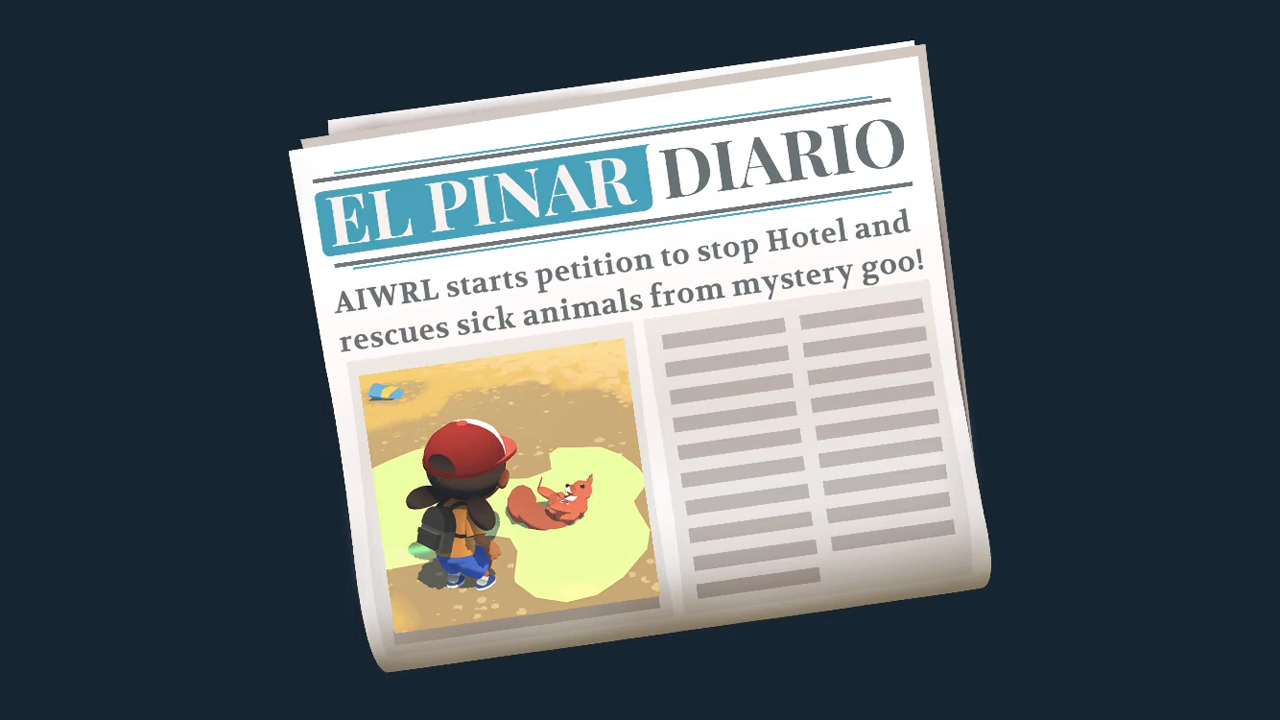 EL PINAR DIARIO
AIWRL starts petition to stop Hotel and
rescues sick animals from mystery goo!